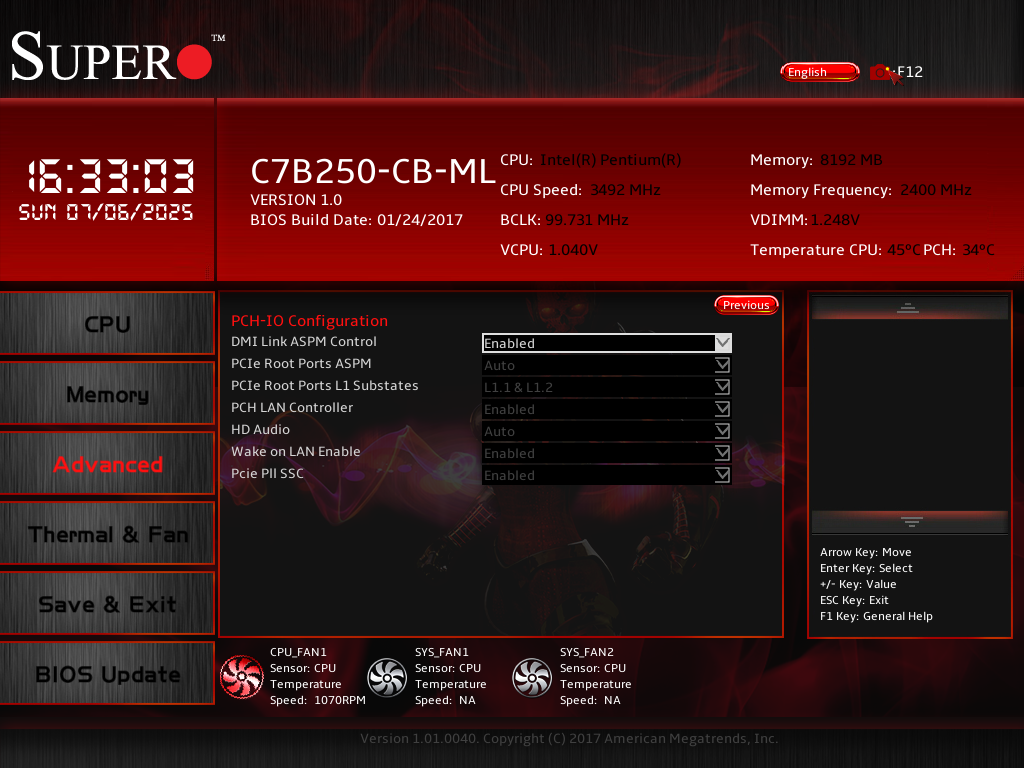 SUPER TM
English F12
16:33:03
SUN 07/06/2025
C7B250-CB-ML
VERSION 1.0
BIOS Build Date: 01/24/2017
CPU: Intel(R) Pentium(R)
CPU Speed: 3492 MHz
BCLK: 99.731 MHz
VCPU: 1.040V
Memory: 8192 MB
Memory Frequency: 2400 MHz
VDIMM: 1.248V
Temperature CPU: 45°C PCH: 34°C
CPU
Memory
Advanced
Thermal & Fan
Save & Exit
BIOS Update
Previous
PCH-IO Configuration
DMI Link ASPM Control Enabled
PCIe Root Ports ASPM Auto
PCIe Root Ports L1 Substates L1.1 & L1.2
PCH LAN Controller Enabled
HD Audio Auto
Wake on LAN Enable Enabled
Pcie Pll SSC Enabled
Arrow Key: Move
Enter Key: Select
+/- Key: Value
ESC Key: Exit
F1 Key: General Help
CPU_FAN1
Sensor: CPU
Temperature
Speed: 1070RPM
SYS_FAN1
Sensor: CPU
Temperature
Speed: NA
SYS_FAN2
Sensor: CPU
Temperature
Speed: NA
Version 1.01.0040. Copyright (C) 2017 American Megatrends, Inc.